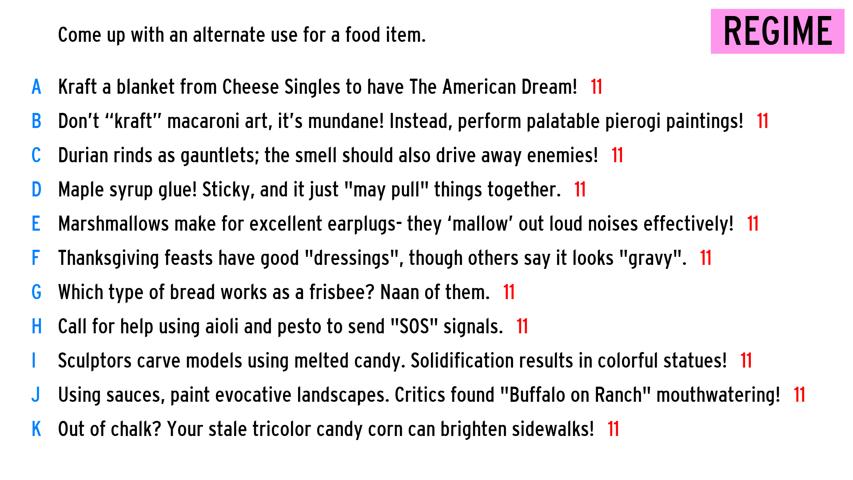 Come up with an alternate use for a food item.
REGIME
A Kraft a blanket from Cheese Singles to have The American Dream! 11
B Don't “kraft” macaroni art, it's mundane! Instead, perform palatable pierogi paintings! 11
C Durian rinds as gauntlets; the smell should also drive away enemies! 11
D Maple syrup glue! Sticky, and it just "may pull" things together. 11
E Marshmallows make for excellent earplugs- they ‘mallow’ out loud noises effectively! 11
F Thanksgiving feasts have good "dressings", though others say it looks "gravy". 11
G Which type of bread works as a frisbee? Naan of them. 11
H Call for help using aioli and pesto to send "SOS" signals. 11
I Sculptors carve models using melted candy. Solidification results in colorful statues! 11
J Using sauces, paint evocative landscapes. Critics found "Buffalo on Ranch" mouthwatering! 11
K Out of chalk? Your stale tricolor candy corn can brighten sidewalks! 11